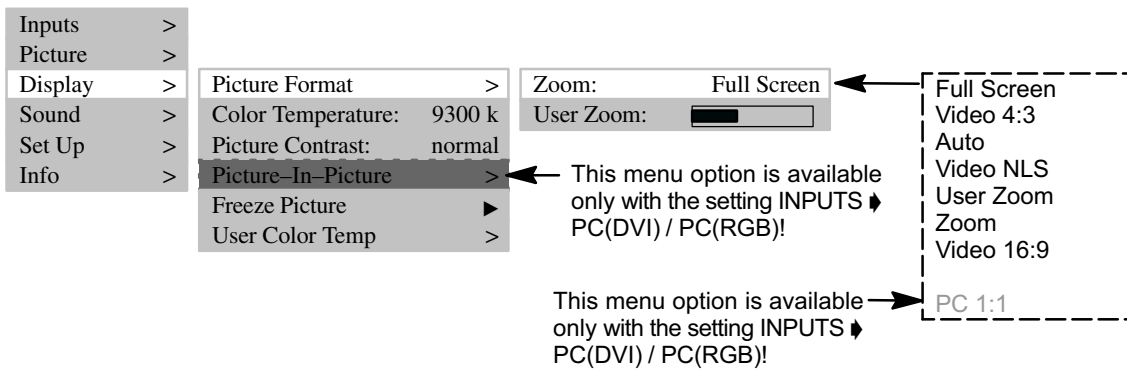 Inputs >
Picture >
Display >
Sound >
Set Up >
Info >
Picture Format >
Color Temperature: 9300 k
Picture Contrast: normal
Picture–In–Picture >
Freeze Picture ▶
User Color Temp >
Zoom: Full Screen
User Zoom:
This menu option is available
only with the setting INPUTS ➧
PC(DVI) / PC(RGB)!
Full Screen
Video 4:3
Auto
Video NLS
User Zoom
Zoom
Video 16:9
PC 1:1
This menu option is available
only with the setting INPUTS ➧
PC(DVI) / PC(RGB)!